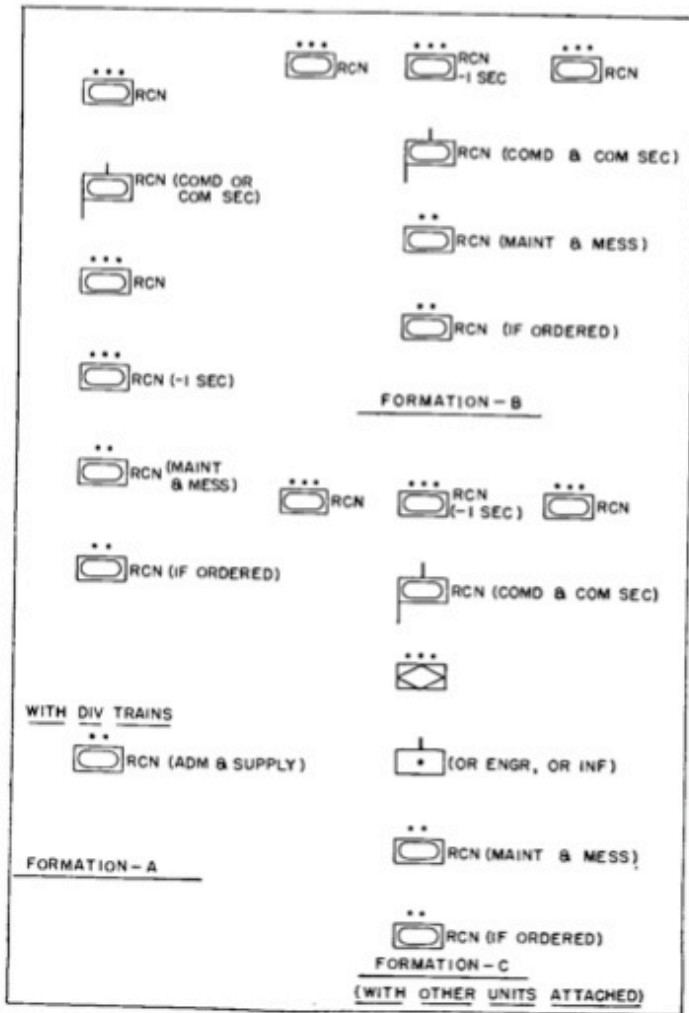 RCN
RCN (COMD OR
COM SEC)
RCN
RCN (-1 SEC)
RCN (MAINT
& MESS)
RCN (IF ORDERED)
WITH DIV TRAINS
RCN (ADM & SUPPLY)
FORMATION-A
RCN
RCN
-1 SEC
RCN
RCN (COMD & COM SEC)
RCN (MAINT & MESS)
RCN (IF ORDERED)
FORMATION-B
RCN
RCN
(-1 SEC)
RCN
RCN (COMD & COM SEC)
(OR ENGR, OR INF)
RCN (MAINT & MESS)
RCN (IF ORDERED)
FORMATION-C
(WITH OTHER UNITS ATTACHED)